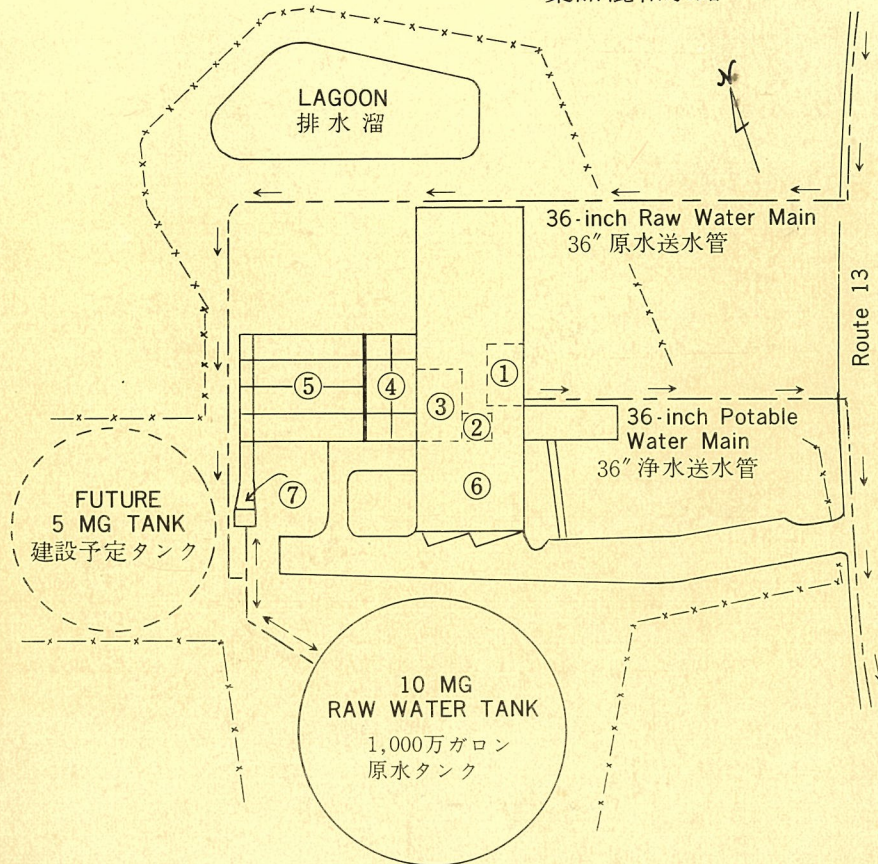 LAGOON
排水溜
N
36-inch Raw Water Main
36″原水送水管
Route 13
①
⑤
④
③
②
36-inch Potable
Water Main
36″浄水送水管
⑥
⑦
FUTURE
5 MG TANK
建設予定タンク
10 MG
RAW WATER TANK
1,000万ガロン
原水タンク